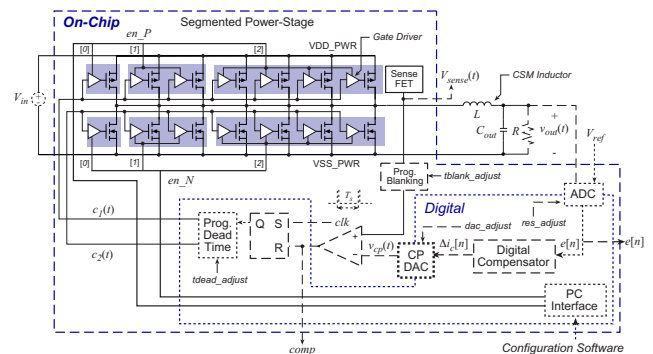 On-Chip
Segmented Power-Stage
en_P
Gate Driver
[0]
[1]
[2]
VDD_PWR
Sense
FET
V_sense(t)
CSM Inductor
V_in
L
C_out
R
+
v_out(t)
-
V_ref
[0]
[1]
[2]
VSS_PWR
en_N
Prog.
Blanking
tblank_adjust
T_s
ADC
Digital
c_1(t)
c_2(t)
Prog.
Dead
Time
Q
S
R
clk
+
-
v_cp(t)
dac_adjust
res_adjust
CP
DAC
Δi_c[n]
Digital
Compensator
e[n]
e[n]
tdead_adjust
PC
Interface
comp
Configuration Software